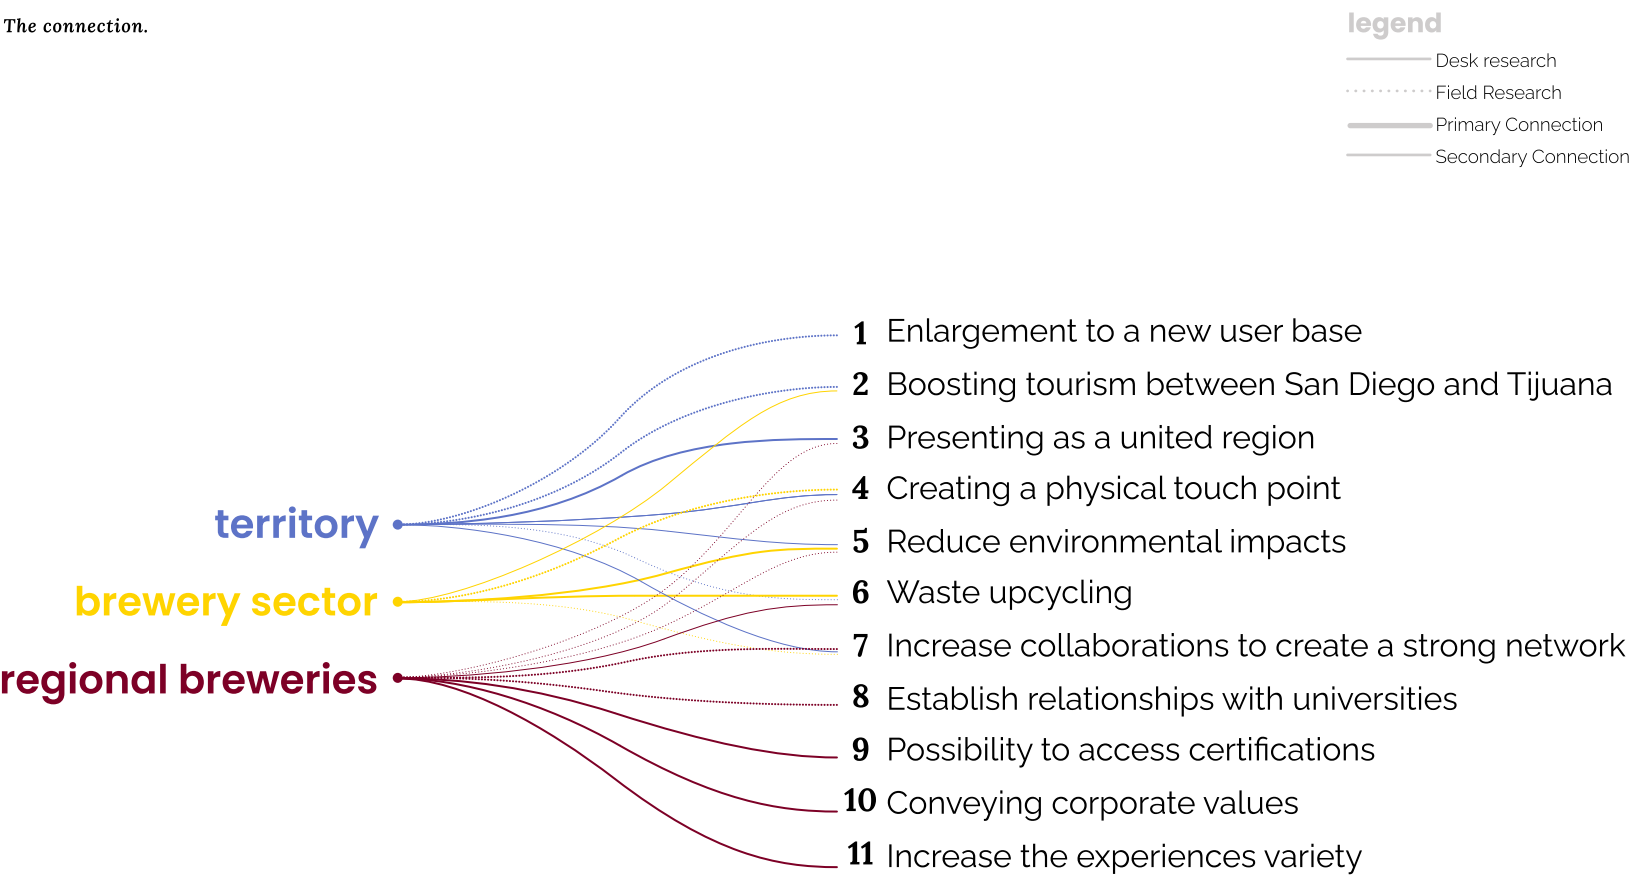 The connection.
legend
Desk research
Field Research
Primary Connection
Secondary Connection
territory
brewery sector
regional breweries
1 Enlargement to a new user base
2 Boosting tourism between San Diego and Tijuana
3 Presenting as a united region
4 Creating a physical touch point
5 Reduce environmental impacts
6 Waste upcycling
7 Increase collaborations to create a strong network
8 Establish relationships with universities
9 Possibility to access certifications
10 Conveying corporate values
11 Increase the experiences variety